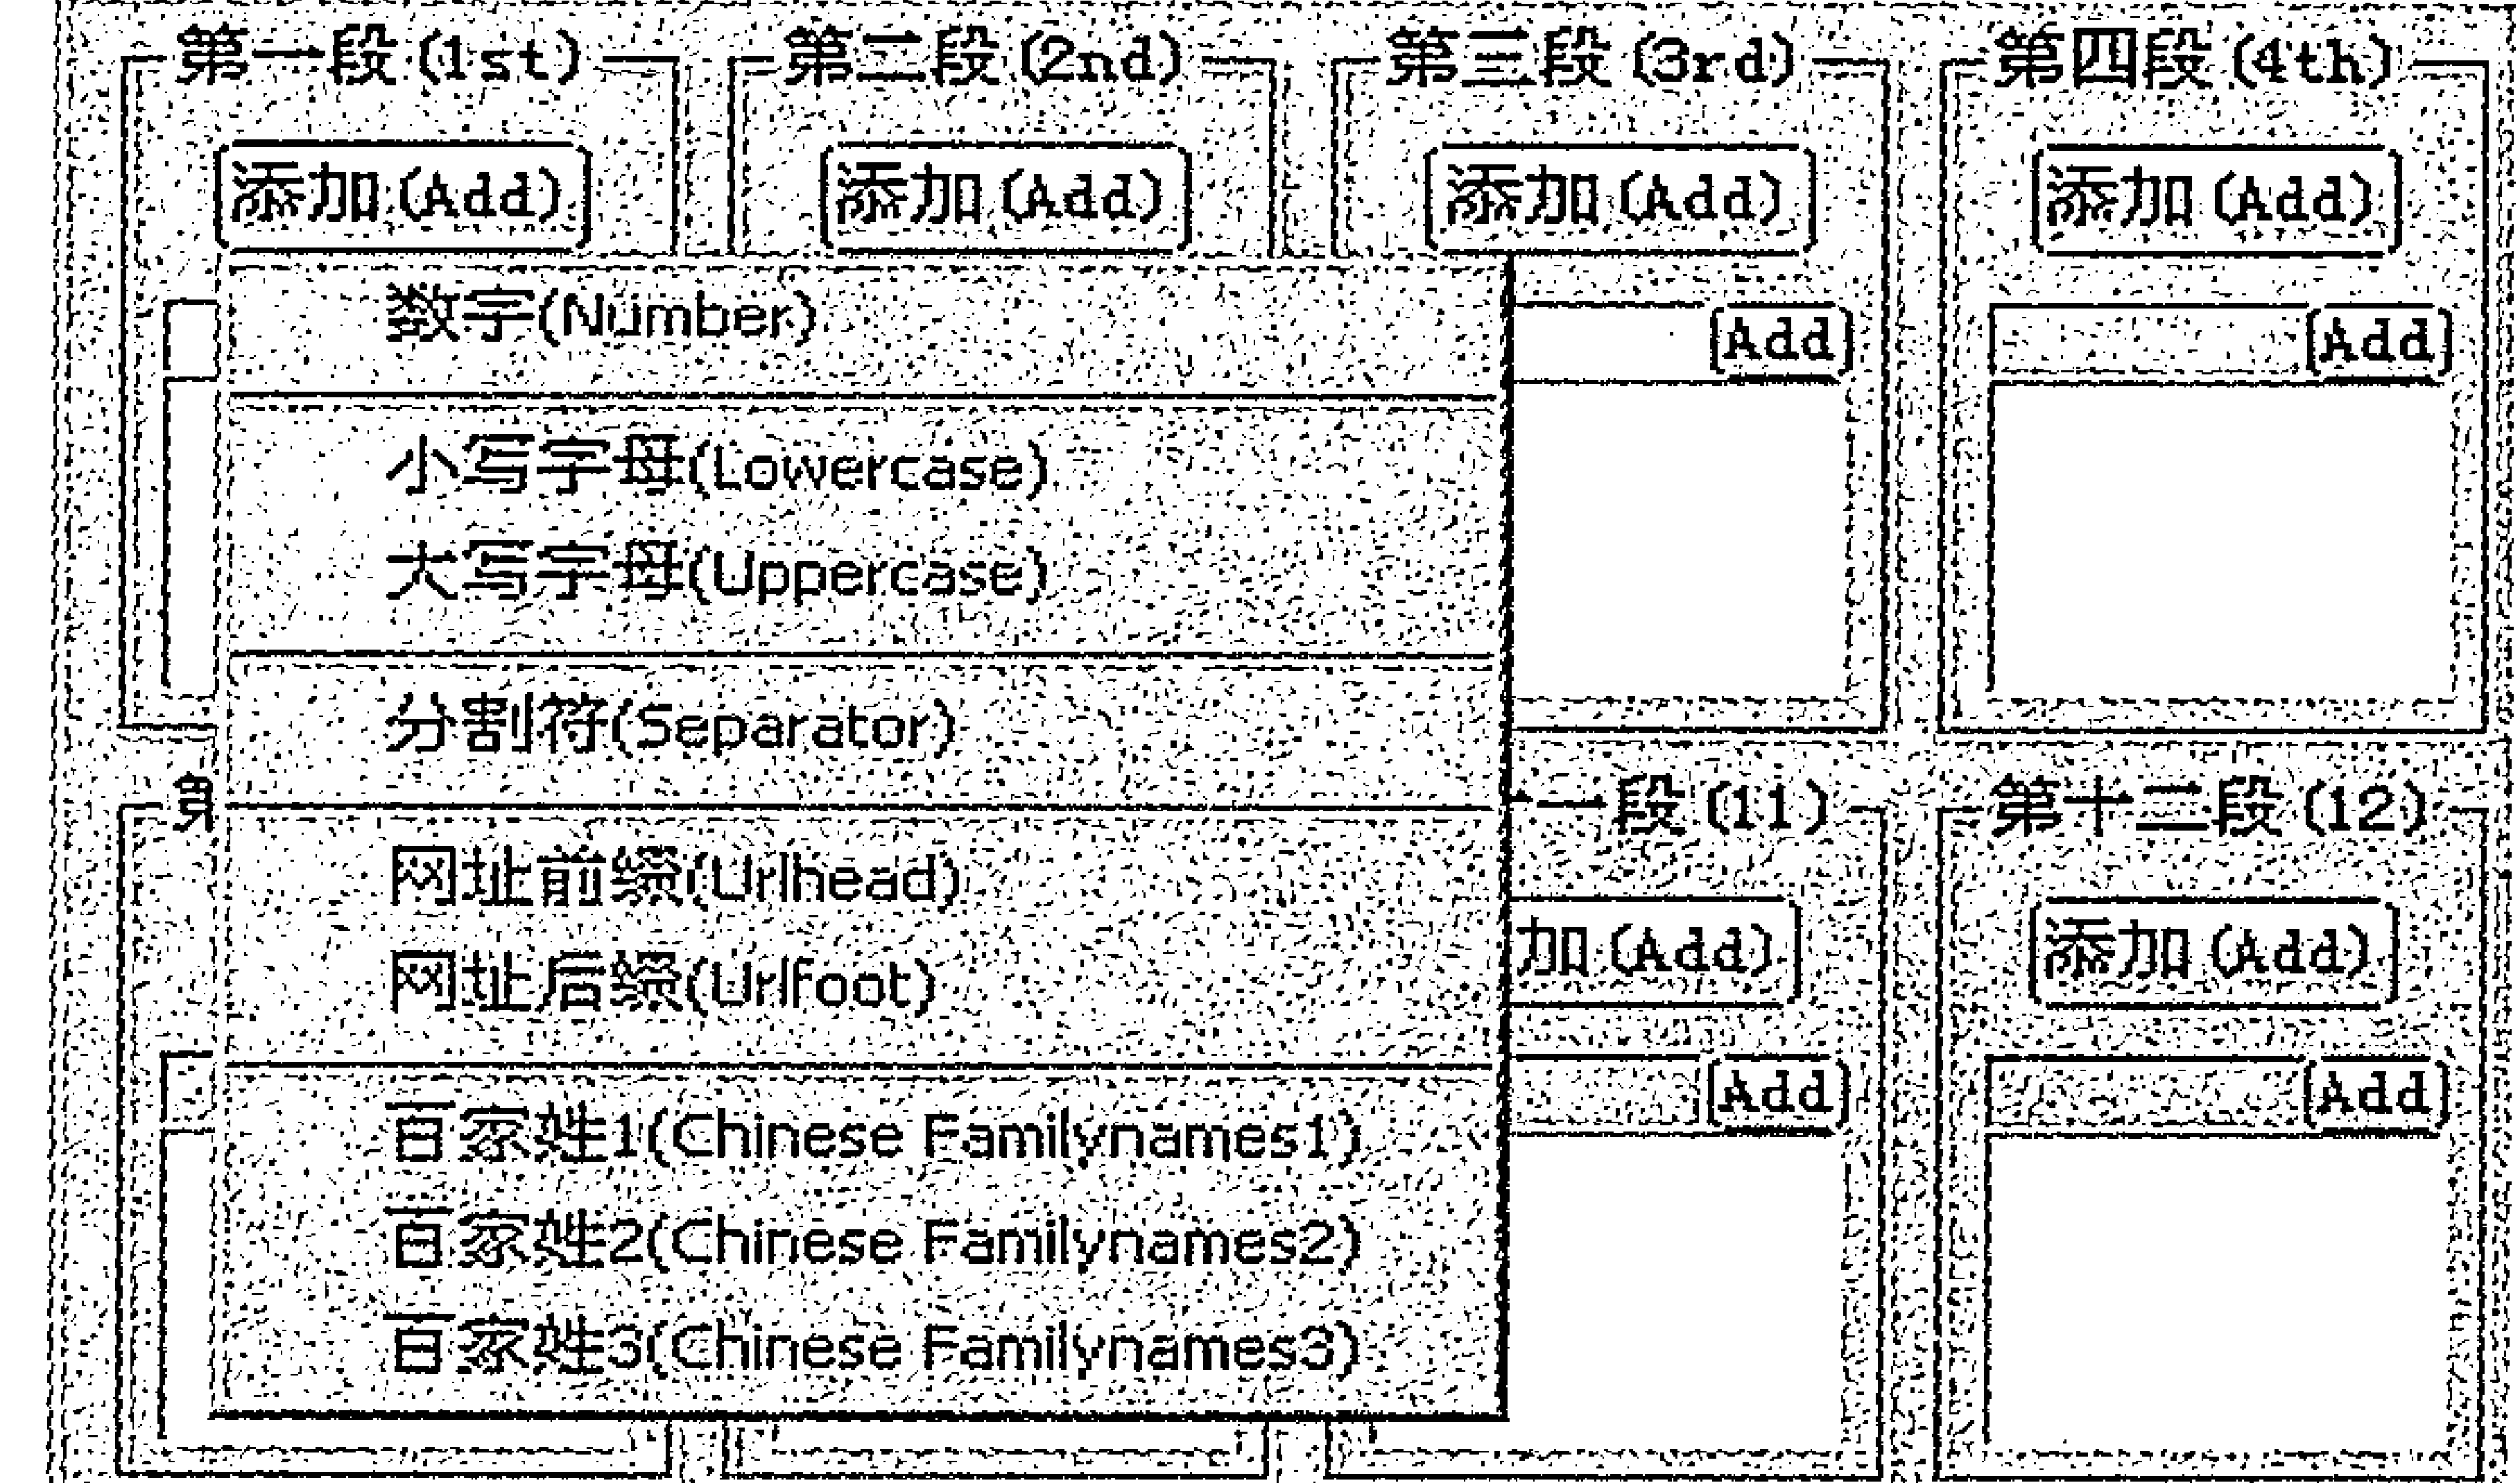 第一段(1st) 第二段(2nd) 第三段(3rd) 第四段(4th)
添加(Add) 添加(Add) 添加(Add) 添加(Add)
数字(Number)
Add Add
小写字母(Lowercase)
大写字母(Uppercase)
分割符(Separator)
一段(11) 第十二段(12)
网址前缀(Urlhead)
加(Add) 添加(Add)
网址后缀(Urlfoot)
Add Add
百家姓1(Chinese Familynames1)
百家姓2(Chinese Familynames2)
百家姓3(Chinese Familynames3)